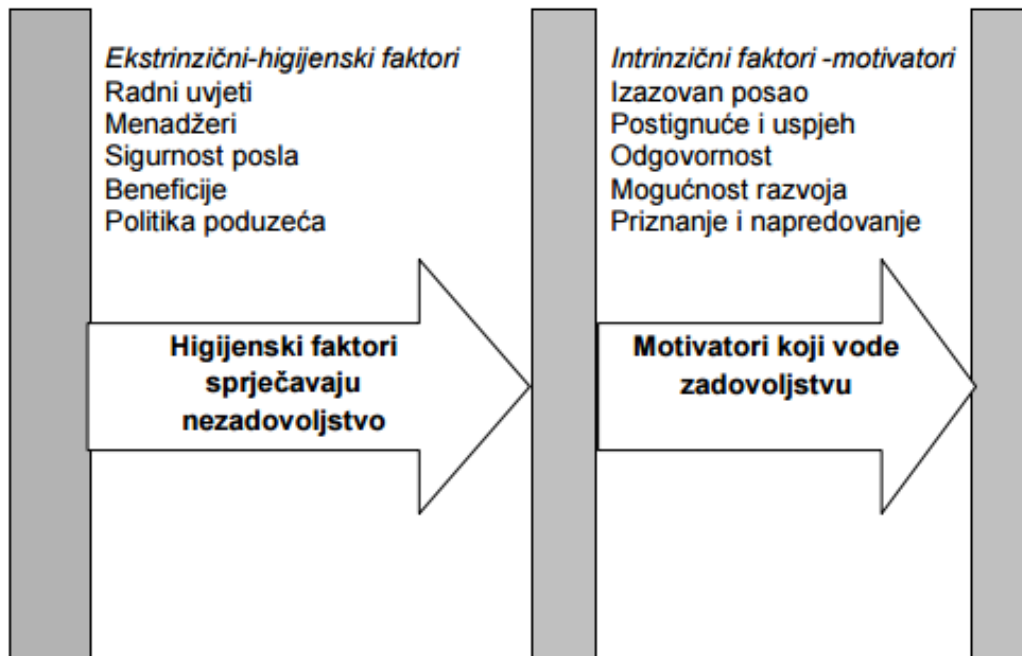 Ekstrinzični-higijenski faktori
Radni uvjeti
Menadžeri
Sigurnost posla
Beneficije
Politika poduzeća
Higijenski faktori
sprječavaju
nezadovoljstvo
Intrinzični faktori -motivatori
Izazovan posao
Postignuće i uspjeh
Odgovornost
Mogućnost razvoja
Priznanje i napredovanje
Motivatori koji vode
zadovoljstvu